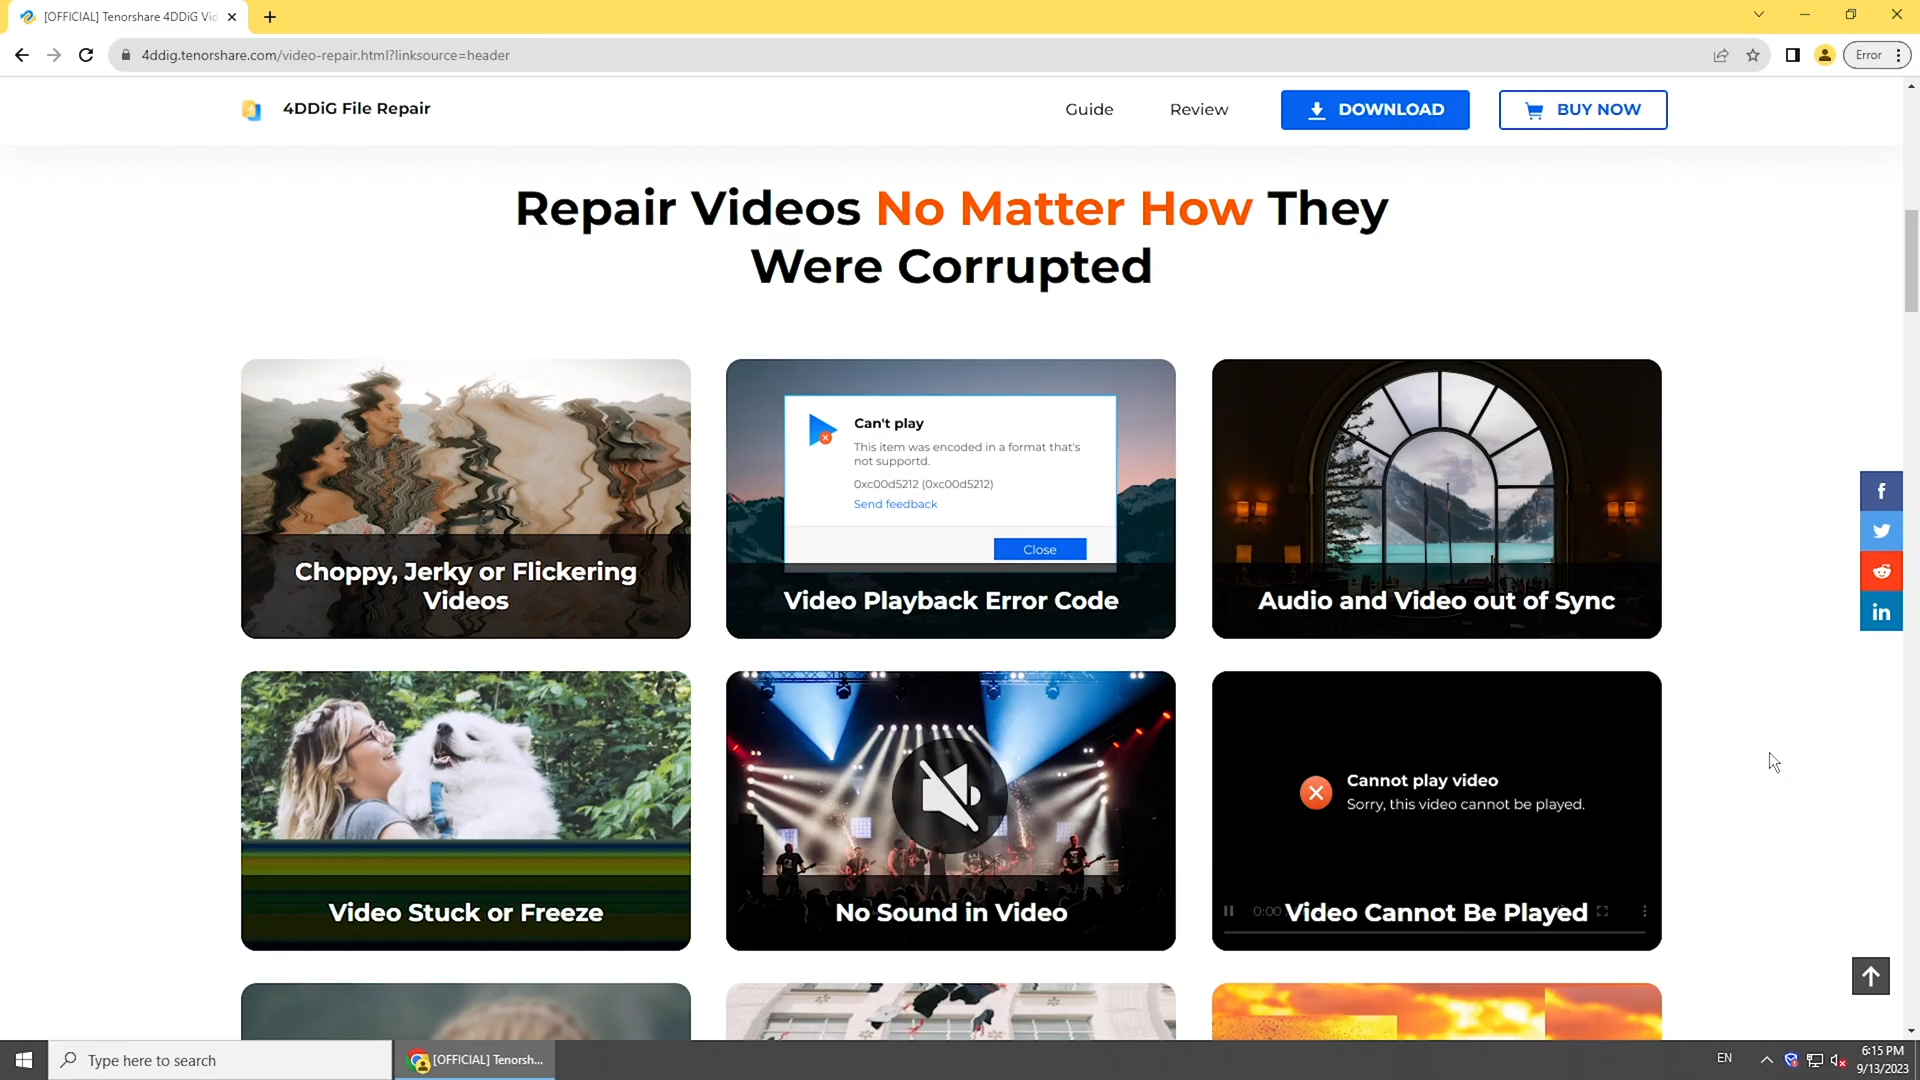 [OFFICIAL] Tenorshare 4DDiG Vid
4ddig.tenorshare.com/video-repair.html?linksource=header
Error
4DDiG File Repair
Guide
Review
DOWNLOAD
BUY NOW
Repair Videos No Matter How They
Were Corrupted
Choppy, Jerky or Flickering
Videos
Can't play
This item was encoded in a format that's
not supportd.
0xc00d5212 (0xc00d5212)
Send feedback
Close
Video Playback Error Code
Audio and Video out of Sync
Video Stuck or Freeze
No Sound in Video
Cannot play video
Sorry, this video cannot be played.
0:00
Video Cannot Be Played
f
in
Type here to search
[OFFICIAL] Tenorsh...
EN
6:15 PM
9/13/2023